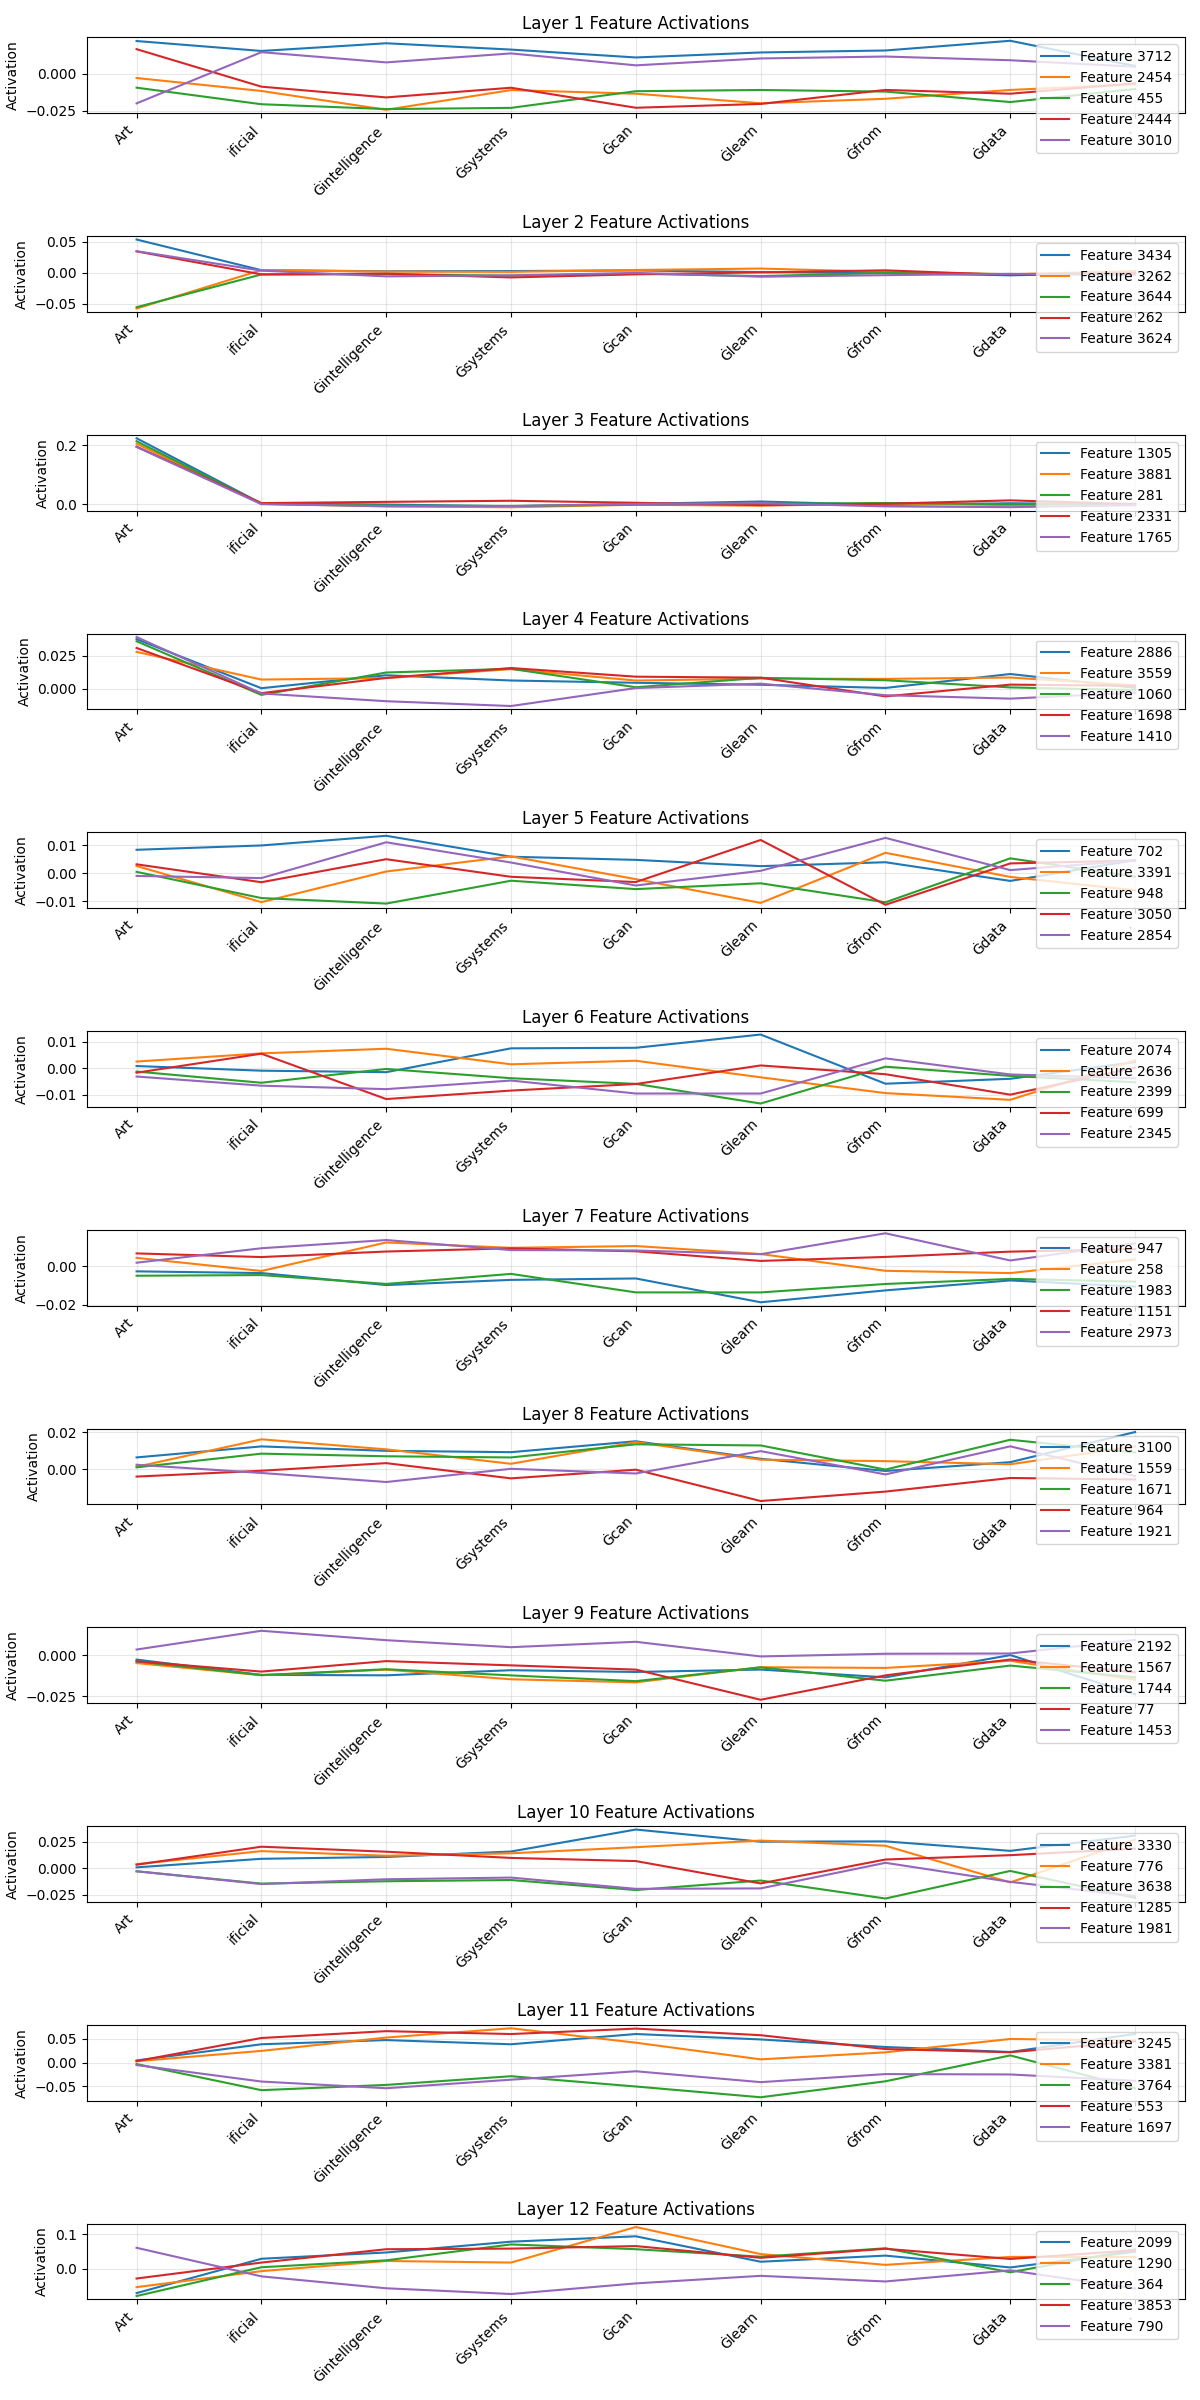 Layer 1 Feature Activations
Activation
0.000
−0.025
Feature 3712
Feature 2454
Feature 455
Feature 2444
Feature 3010
Art
ificial
Ġintelligence
Ġsystems
Ġcan
Ġlearn
Ġfrom
Ġdata
Layer 2 Feature Activations
Activation
0.05
0.00
−0.05
Feature 3434
Feature 3262
Feature 3644
Feature 262
Feature 3624
Art
ificial
Ġintelligence
Ġsystems
Ġcan
Ġlearn
Ġfrom
Ġdata
Layer 3 Feature Activations
Activation
0.2
0.0
Feature 1305
Feature 3881
Feature 281
Feature 2331
Feature 1765
Art
ificial
Ġintelligence
Ġsystems
Ġcan
Ġlearn
Ġfrom
Ġdata
Layer 4 Feature Activations
Activation
0.025
0.000
Feature 2886
Feature 3559
Feature 1060
Feature 1698
Feature 1410
Art
ificial
Ġintelligence
Ġsystems
Ġcan
Ġlearn
Ġfrom
Ġdata
Layer 5 Feature Activations
Activation
0.01
0.00
−0.01
Feature 702
Feature 3391
Feature 948
Feature 3050
Feature 2854
Art
ificial
Ġintelligence
Ġsystems
Ġcan
Ġlearn
Ġfrom
Ġdata
Layer 6 Feature Activations
Activation
0.01
0.00
−0.01
Feature 2074
Feature 2636
Feature 2399
Feature 699
Feature 2345
Art
ificial
Ġintelligence
Ġsystems
Ġcan
Ġlearn
Ġfrom
Ġdata
Layer 7 Feature Activations
Activation
0.00
−0.02
Feature 947
Feature 258
Feature 1983
Feature 1151
Feature 2973
Art
ificial
Ġintelligence
Ġsystems
Ġcan
Ġlearn
Ġfrom
Ġdata
Layer 8 Feature Activations
Activation
0.02
0.00
Feature 3100
Feature 1559
Feature 1671
Feature 964
Feature 1921
Art
ificial
Ġintelligence
Ġsystems
Ġcan
Ġlearn
Ġfrom
Ġdata
Layer 9 Feature Activations
Activation
0.000
−0.025
Feature 2192
Feature 1567
Feature 1744
Feature 77
Feature 1453
Art
ificial
Ġintelligence
Ġsystems
Ġcan
Ġlearn
Ġfrom
Ġdata
Layer 10 Feature Activations
Activation
0.025
0.000
−0.025
Feature 3330
Feature 776
Feature 3638
Feature 1285
Feature 1981
Art
ificial
Ġintelligence
Ġsystems
Ġcan
Ġlearn
Ġfrom
Ġdata
Layer 11 Feature Activations
Activation
0.05
0.00
−0.05
Feature 3245
Feature 3381
Feature 3764
Feature 553
Feature 1697
Art
ificial
Ġintelligence
Ġsystems
Ġcan
Ġlearn
Ġfrom
Ġdata
Layer 12 Feature Activations
Activation
0.1
0.0
Feature 2099
Feature 1290
Feature 364
Feature 3853
Feature 790
Art
ificial
Ġintelligence
Ġsystems
Ġcan
Ġlearn
Ġfrom
Ġdata